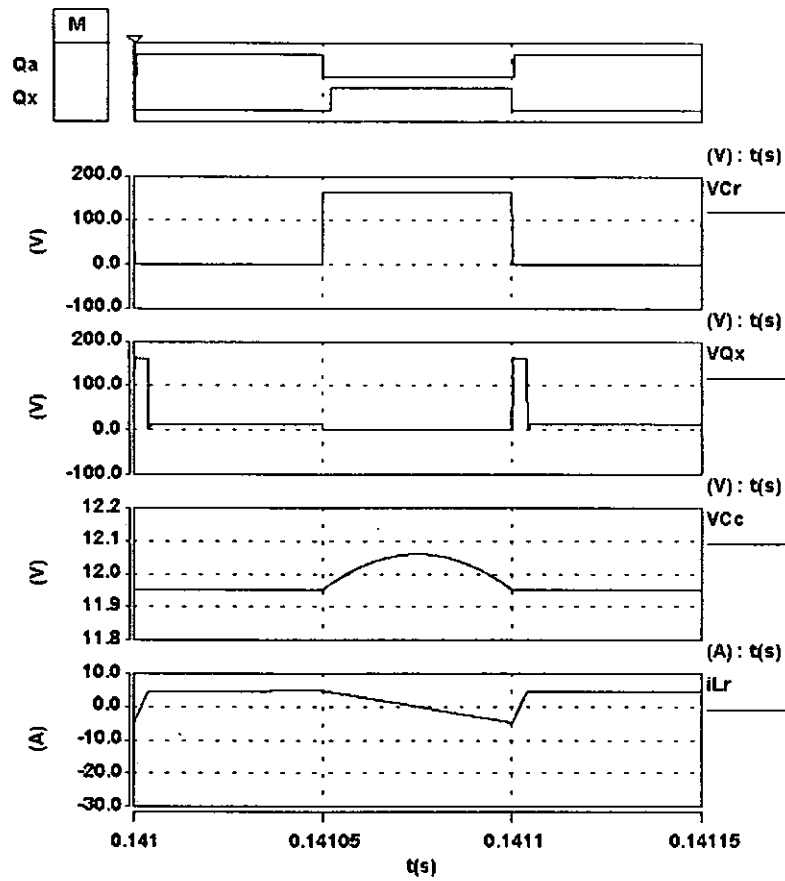 M
Qa
Qx
(V) : t(s)
VCr
200.0
100.0
0.0
-100.0
(V)
(V) : t(s)
VQx
200.0
100.0
0.0
-100.0
(V)
(V) : t(s)
VCc
12.2
12.1
12.0
11.9
11.8
(V)
(A) : t(s)
iLr
10.0
0.0
-10.0
-20.0
-30.0
(A)
0.141 0.14105 0.1411 0.14115
t(s)